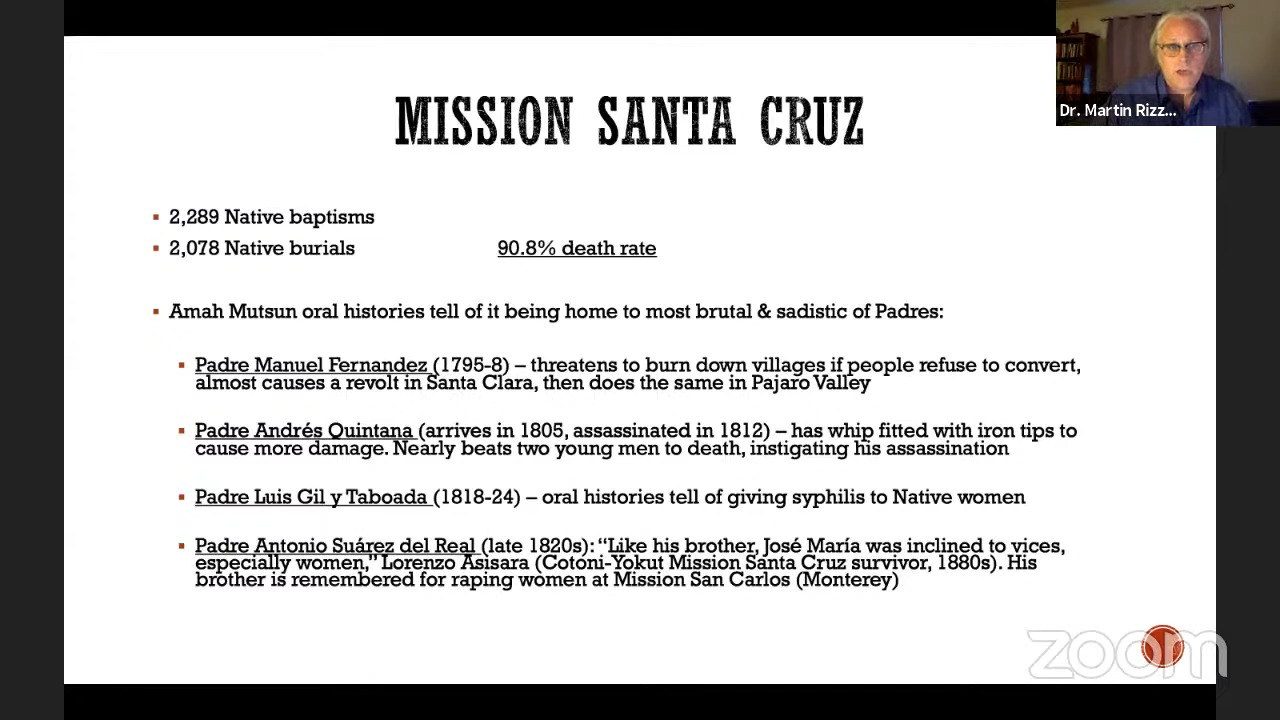 Dr. Martin Rizz...
MISSION SANTA CRUZ
▪ 2,289 Native baptisms
▪ 2,078 Native burials 90.8% death rate
▪ Amah Mutsun oral histories tell of it being home to most brutal & sadistic of Padres:
▪ Padre Manuel Fernandez (1795-8) – threatens to burn down villages if people refuse to convert,
almost causes a revolt in Santa Clara, then does the same in Pajaro Valley
▪ Padre Andrés Quintana (arrives in 1805, assassinated in 1812) – has whip fitted with iron tips to
cause more damage. Nearly beats two young men to death, instigating his assassination
▪ Padre Luis Gil y Taboada (1818-24) – oral histories tell of giving syphilis to Native women
▪ Padre Antonio Suárez del Real (late 1820s): “Like his brother, José María was inclined to vices,
especially women,” Lorenzo Asisara (Cotoni-Yokut Mission Santa Cruz survivor, 1880s). His
brother is remembered for raping women at Mission San Carlos (Monterey)
zoom